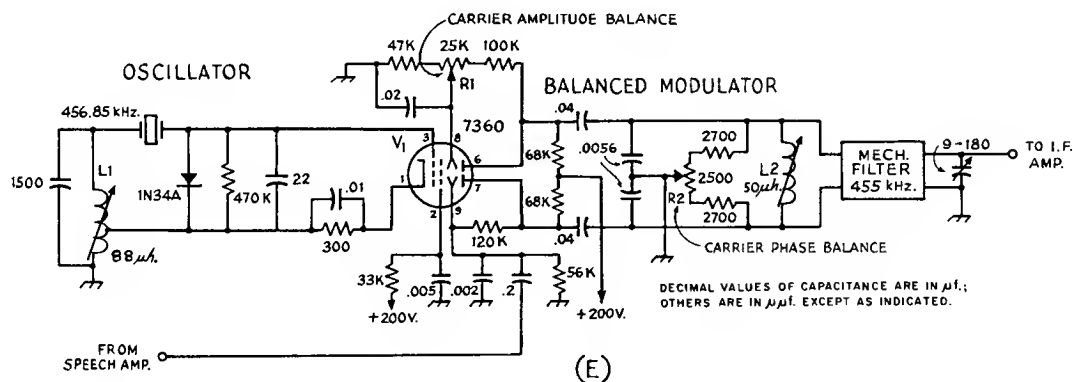 CARRIER AMPLITUDE BALANCE
47K
25K
100K
R1
OSCILLATOR
BALANCED MODULATOR
.02
7360
456.85 kHz.
V1
3
8
6
7
1
2
9
.04
68K
68K
.0056
2700
2500
R2
2700
L2
50μh.
MECH.
FILTER
455 kHz.
9-180
TO I.F.
AMP.
1500
L1
88μh.
1N34A
470K
22
.01
300
120K
.04
CARRIER PHASE BALANCE
33K
.005
.002
.2
56K
+200V.
+200V.
DECIMAL VALUES OF CAPACITANCE ARE IN μf.;
OTHERS ARE IN μμf. EXCEPT AS INDICATED.
FROM
SPEECH AMP.
(E)